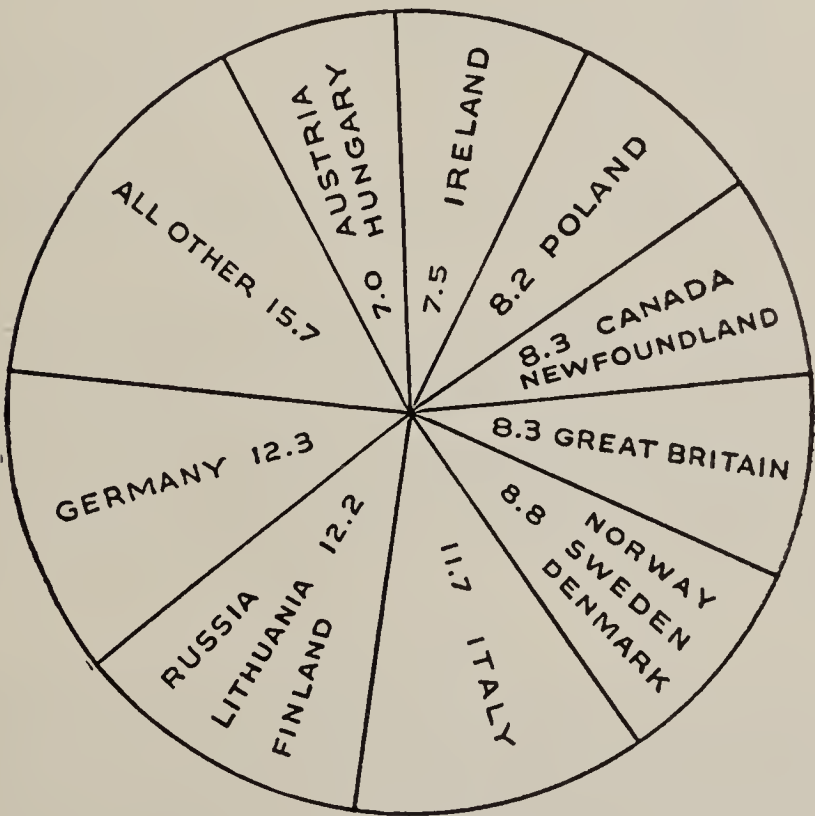 7.0 AUSTRIA
HUNGARY
7.5 IRELAND
8.2 POLAND
8.3 CANADA
NEWFOUNDLAND
8.3 GREAT BRITAIN
8.8 NORWAY
SWEDEN
DENMARK
11.7 ITALY
RUSSIA
LITHUANIA 12.2
FINLAND
GERMANY 12.3
ALL OTHER 15.7